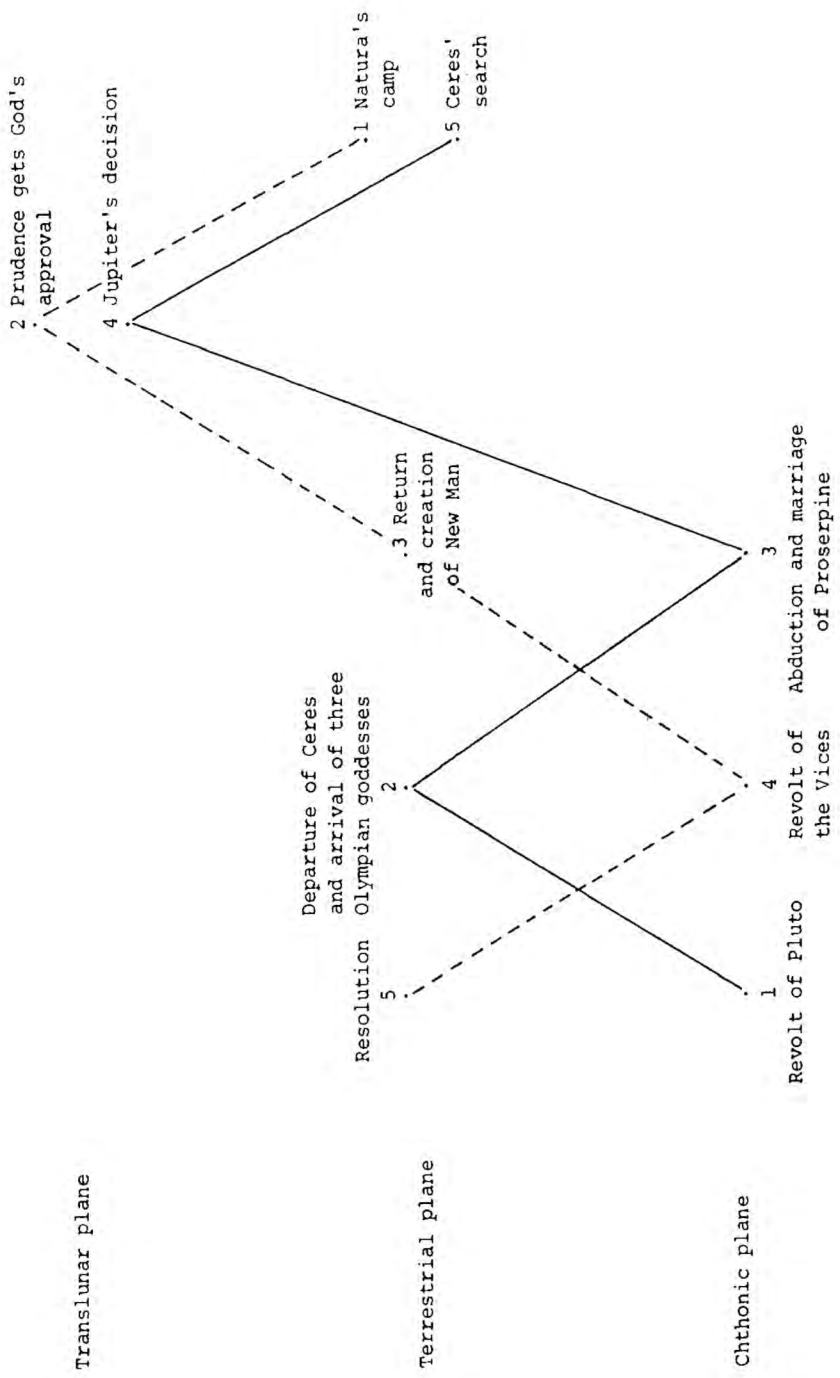 Translunar plane
2 Prudence gets God's
approval
4 Jupiter's decision
Terrestrial plane
Resolution
5
Departure of Ceres
and arrival of three
Olympian goddesses
2
3 Return
and creation
of New Man
1 Natura's
camp
5 Ceres'
search
Chthonic plane
1
Revolt of Pluto
4
Revolt of
the Vices
3
Abduction and marriage
of Proserpine